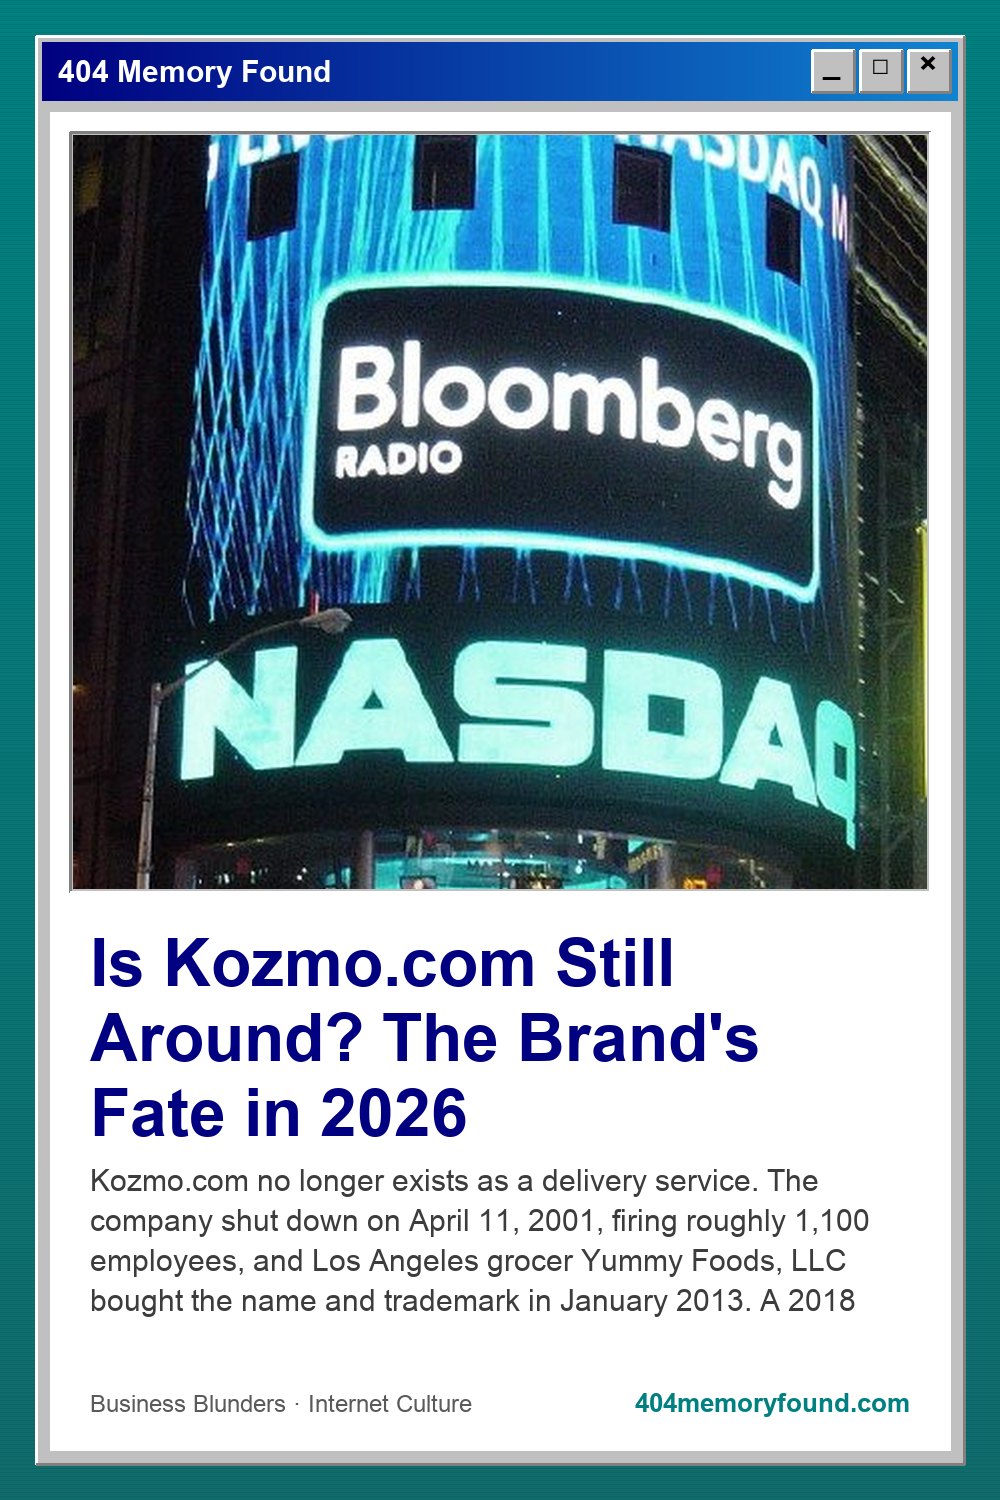 404 Memory Found
LIVE
NASDAQ M
Bloomberg
RADIO
NASDAQ
Is Kozmo.com Still
Around? The Brand's
Fate in 2026
Kozmo.com no longer exists as a delivery service. The
company shut down on April 11, 2001, firing roughly 1,100
employees, and Los Angeles grocer Yummy Foods, LLC
bought the name and trademark in January 2013. A 2018
Business Blunders · Internet Culture
404memoryfound.com